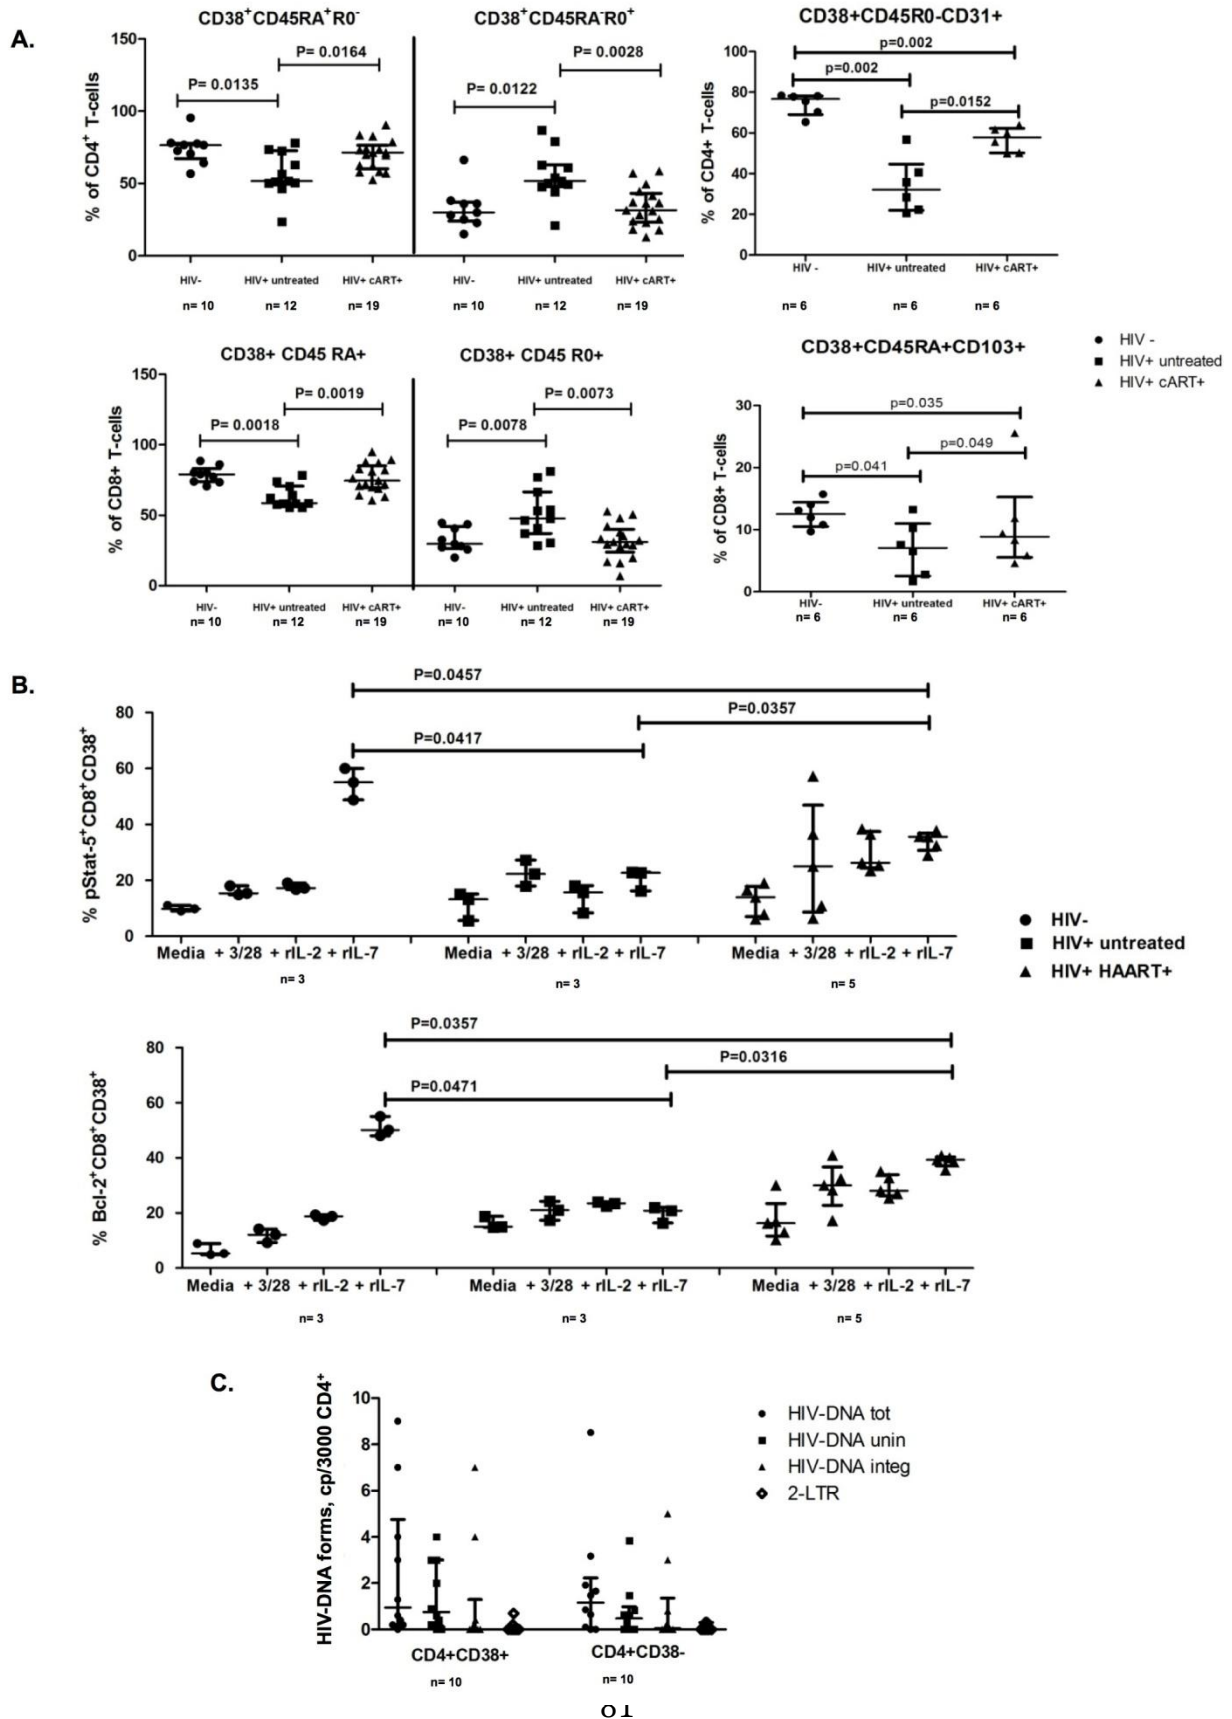 A.
CD38+CD45RA+R0-
CD38+CD45RA-R0+
CD38+CD45R0-CD31+
% of CD4+ T-cells
150
100
50
0
P= 0.0135
P= 0.0164
P= 0.0122
P= 0.0028
HIV- HIV+ untreated HIV+ cART+ HIV- HIV+ untreated HIV+ cART+
n= 10 n= 12 n= 19 n= 10 n= 12 n= 19
% of CD4+ T-cells
100
80
60
40
20
0
p=0.002
p=0.002
p=0.0152
HIV - HIV+ untreated HIV+ cART+
n= 6 n= 6 n= 6
CD38+ CD45 RA+
CD38+ CD45 R0+
CD38+CD45RA+CD103+
% of CD8+ T-cells
150
100
50
0
P= 0.0018
P= 0.0019
P= 0.0078
P= 0.0073
HIV- HIV+ untreated HIV+ cART+ HIV- HIV+ untreated HIV+ cART+
n= 10 n= 12 n= 19 n= 10 n= 12 n= 19
% of CD8+ T-cells
30
20
10
0
p=0.035
p=0.049
p=0.041
HIV- HIV+ untreated HIV+ cART+
n= 6 n= 6 n= 6
HIV -
HIV+ untreated
HIV+ cART+
B.
% pStat-5+CD8+CD38+
80
60
40
20
0
P=0.0457
P=0.0357
P=0.0417
Media + 3/28 + rIL-2 + rIL-7 Media + 3/28 + rIL-2 + rIL-7 Media + 3/28 + rIL-2 + rIL-7
n= 3 n= 3 n= 5
HIV-
HIV+ untreated
HIV+ HAART+
% Bcl-2+CD8+CD38+
80
60
40
20
0
P=0.0357
P=0.0316
P=0.0471
Media + 3/28 + rIL-2 + rIL-7 Media + 3/28 + rIL-2 + rIL-7 Media + 3/28 + rIL-2 + rIL-7
n= 3 n= 3 n= 5
C.
HIV-DNA forms, cp/3000 CD4+
10
8
6
4
2
0
CD4+CD38+ CD4+CD38-
n= 10 n= 10
HIV-DNA tot
HIV-DNA unin
HIV-DNA integ
2-LTR